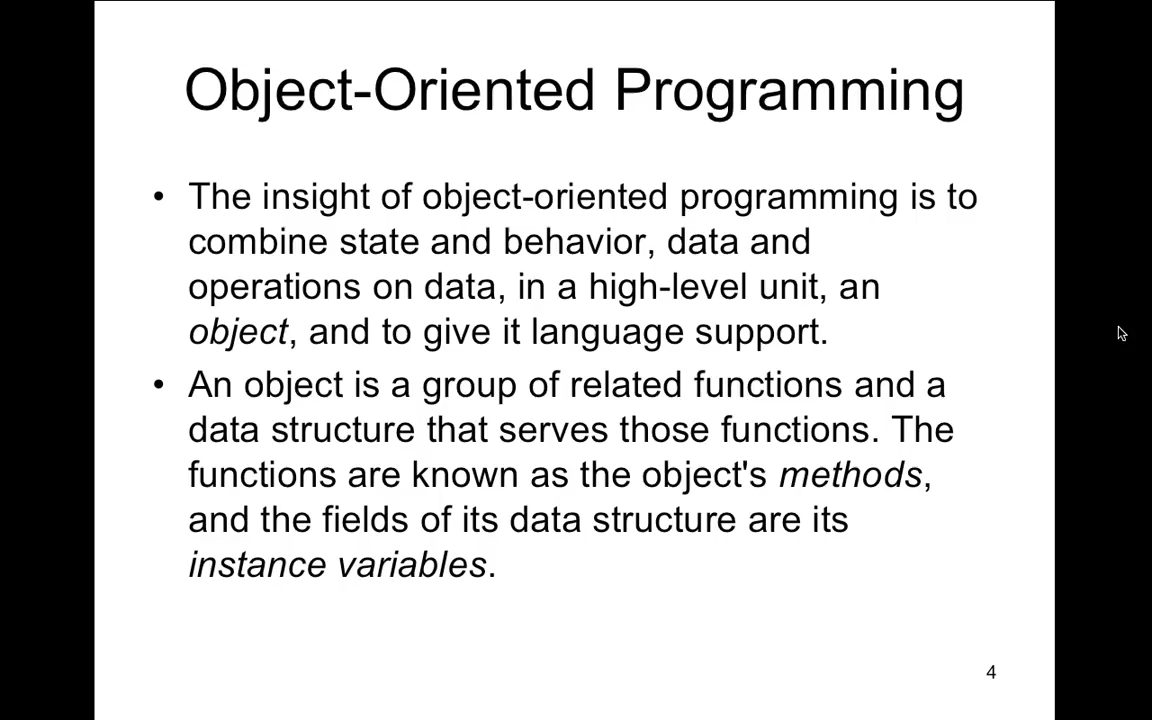 Object-Oriented Programming
• The insight of object-oriented programming is to
combine state and behavior, data and
operations on data, in a high-level unit, an
object, and to give it language support.
• An object is a group of related functions and a
data structure that serves those functions. The
functions are known as the object's methods,
and the fields of its data structure are its
instance variables.
4